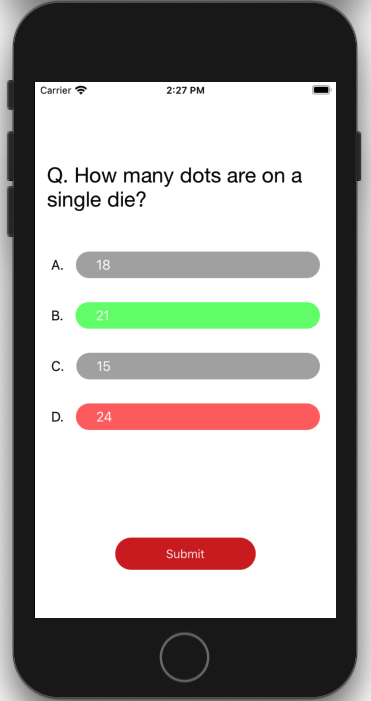 Carrier 2:27 PM
Q. How many dots are on a
single die?
A. 18
B. 21
C. 15
D. 24
Submit